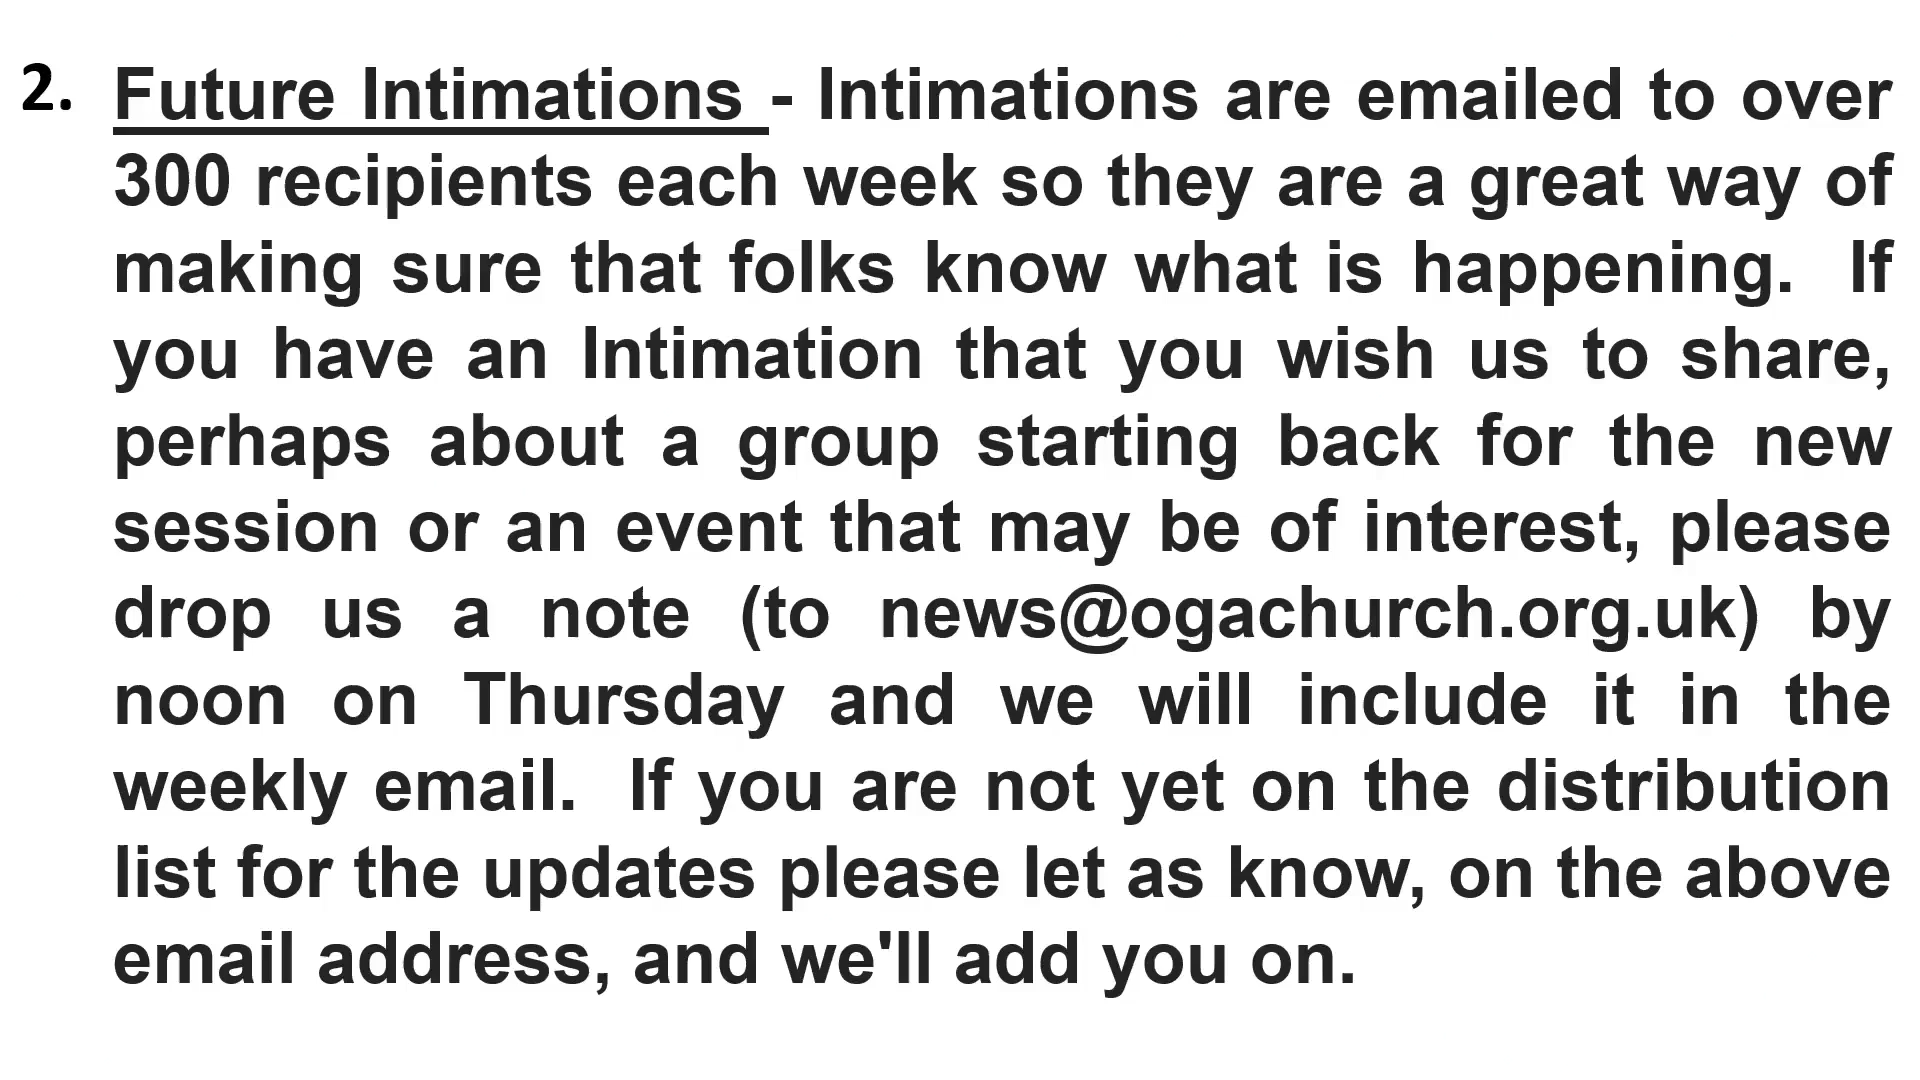 2. Future Intimations - Intimations are emailed to over
300 recipients each week so they are a great way of
making sure that folks know what is happening.  If
you have an Intimation that you wish us to share,
perhaps about a group starting back for the new
session or an event that may be of interest, please
drop us a note (to news@ogachurch.org.uk) by
noon on Thursday and we will include it in the
weekly email.  If you are not yet on the distribution
list for the updates please let as know, on the above
email address, and we'll add you on.